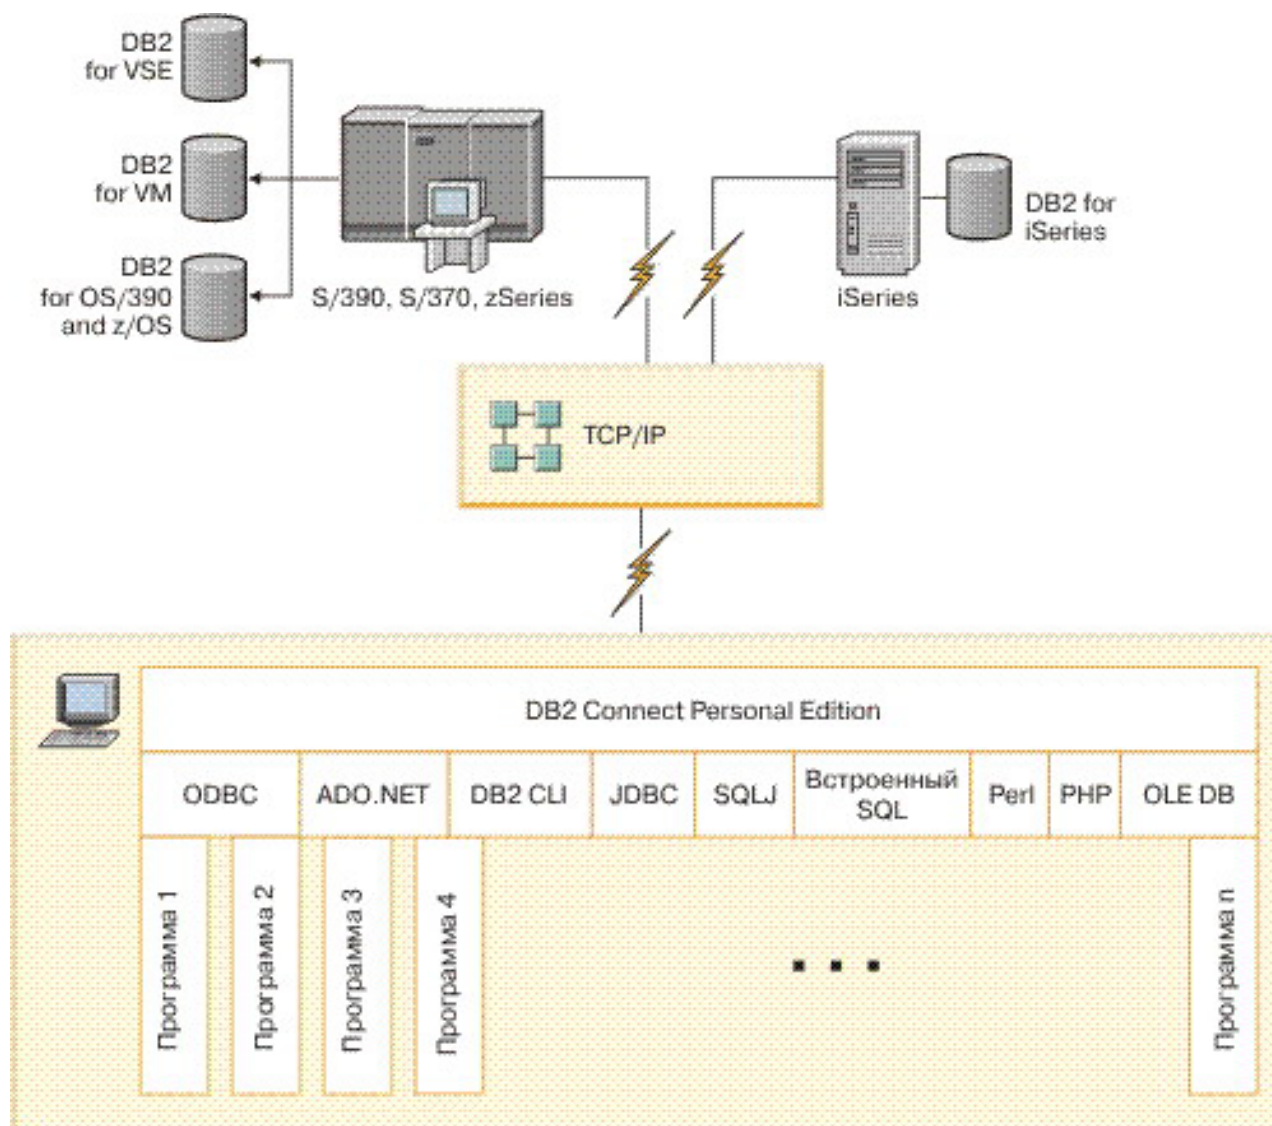 DB2
for VSE
DB2
for VM
DB2
for OS/390
and z/OS
S/390, S/370, zSeries
iSeries
DB2 for
iSeries
TCP/IP
DB2 Connect Personal Edition
ODBC
ADO.NET
DB2 CLI
JDBC
SQLJ
Встроенный
SQL
Perl
PHP
OLE DB
Программа 1
Программа 2
Программа 3
Программа 4
. . .
Программа n